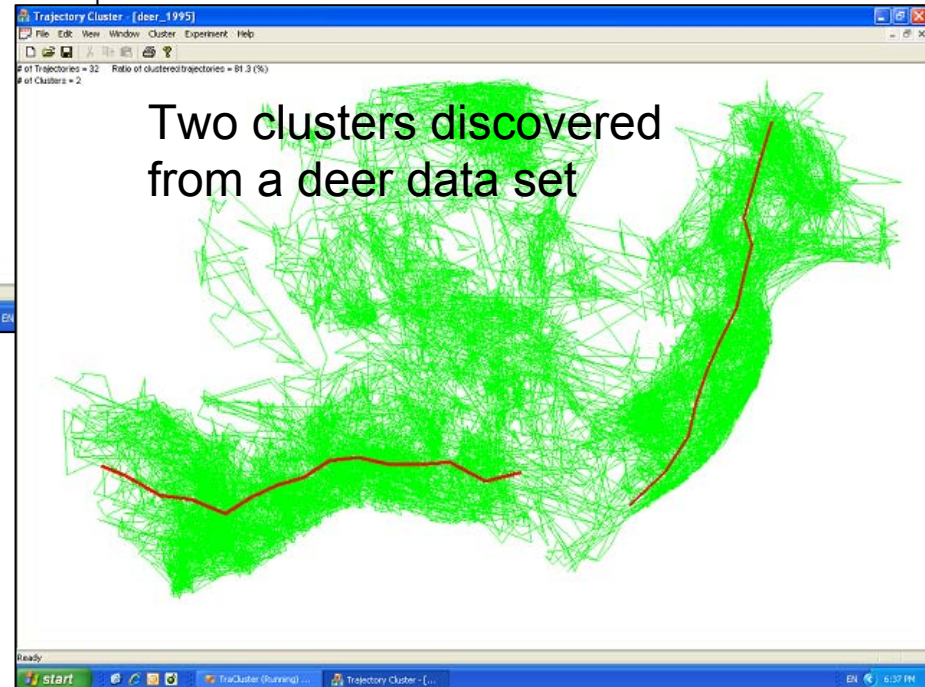 Trajectory Cluster - [deer_1995]
File Edit View Window Cluster Experiment Help
# of Trajectories = 32 Ratio of clustered trajectories = 81.3 (%)
# of Clusters = 2
Two clusters discovered
from a deer data set
EN
Ready
start TraCluster (Running) ... Trajectory Cluster - [... EN 6:37 PM